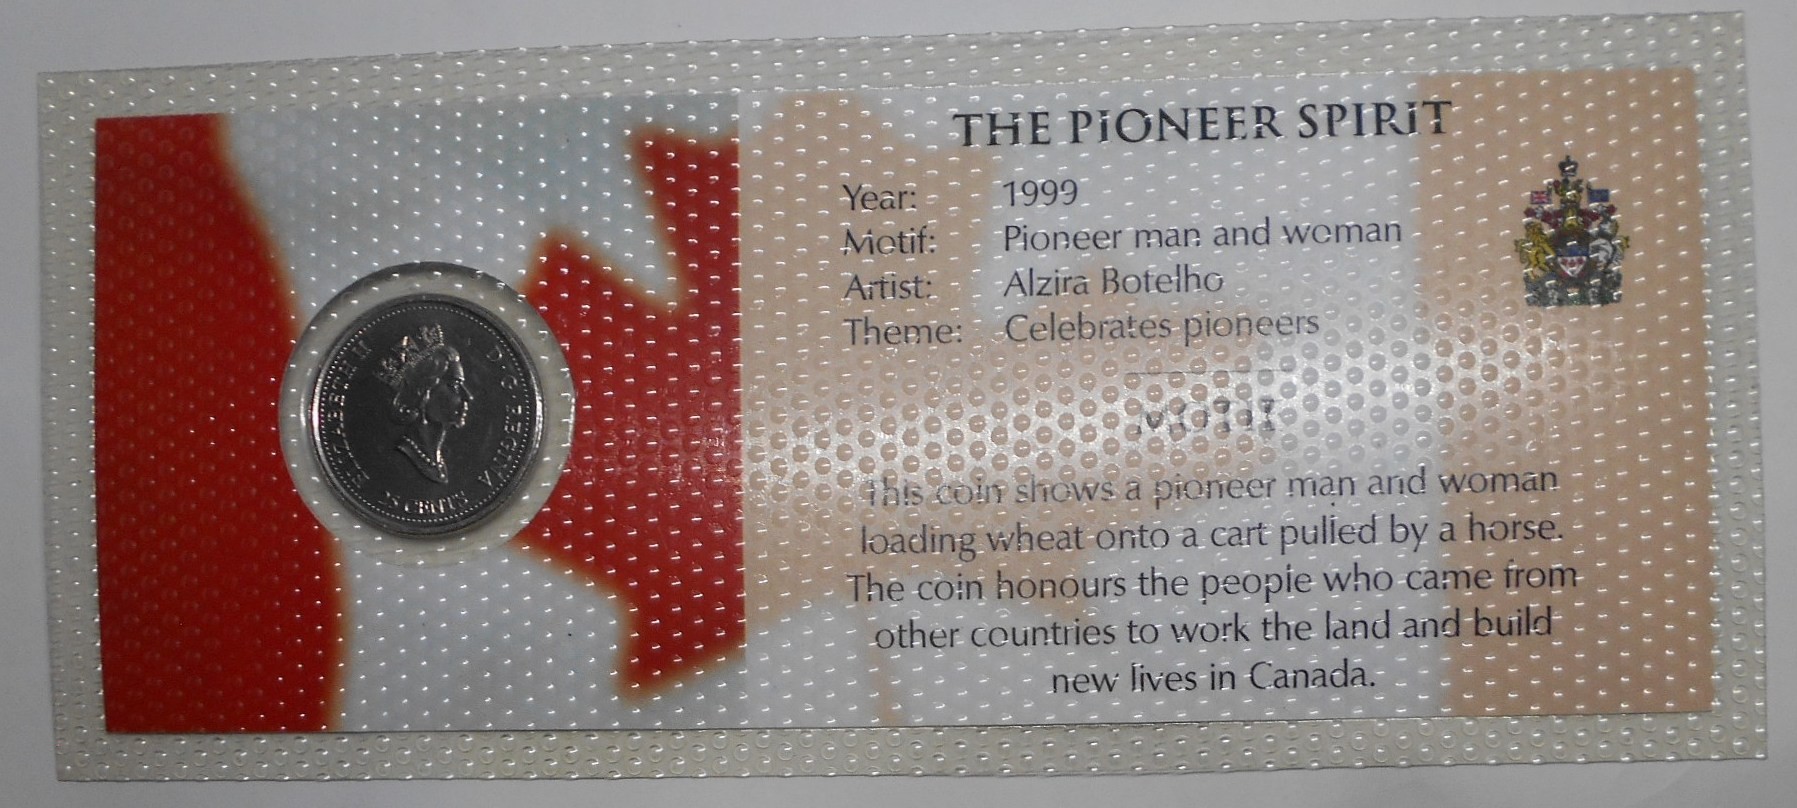 THE PIONEER SPIRIT
Year: 1999
Motif: Pioneer man and woman
Artist: Alzira Botelho
Theme: Celebrates pioneers
Motif
This coin shows a pioneer man and woman
loading wheat onto a cart pulled by a horse.
The coin honours the people who came from
other countries to work the land and build
new lives in Canada.
ELIZABETH II D·G·REGINA
25 CENTS